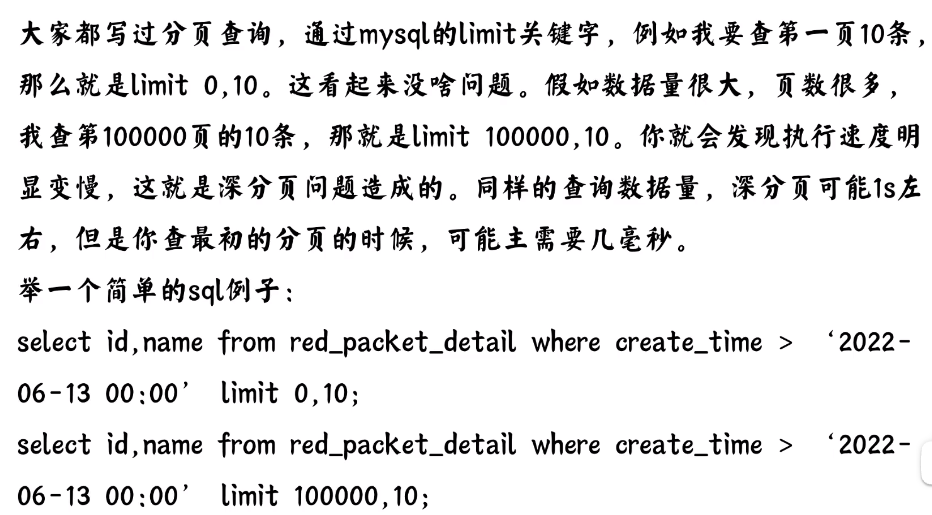 大家都写过分页查询，通过mysql的limit关键字，例如我要查第一页10条，
那么就是limit 0,10。这看起来没啥问题。假如数据量很大，页数很多，
我查第100000頁的10条，那就是limit 100000,10。你就会发现执行速度明
显变慢，这就是深分页问题造成的。同样的查询数据量，深分页可能1s左
右，但是你查最初的分页的时候，可能主需要几毫秒。
举一个简单的sql例子：
select id,name from red_packet_detail where create_time > ‘2022-
06-13 00:00’ limit 0,10;
select id,name from red_packet_detail where create_time > ‘2022-
06-13 00:00’ limit 100000,10;